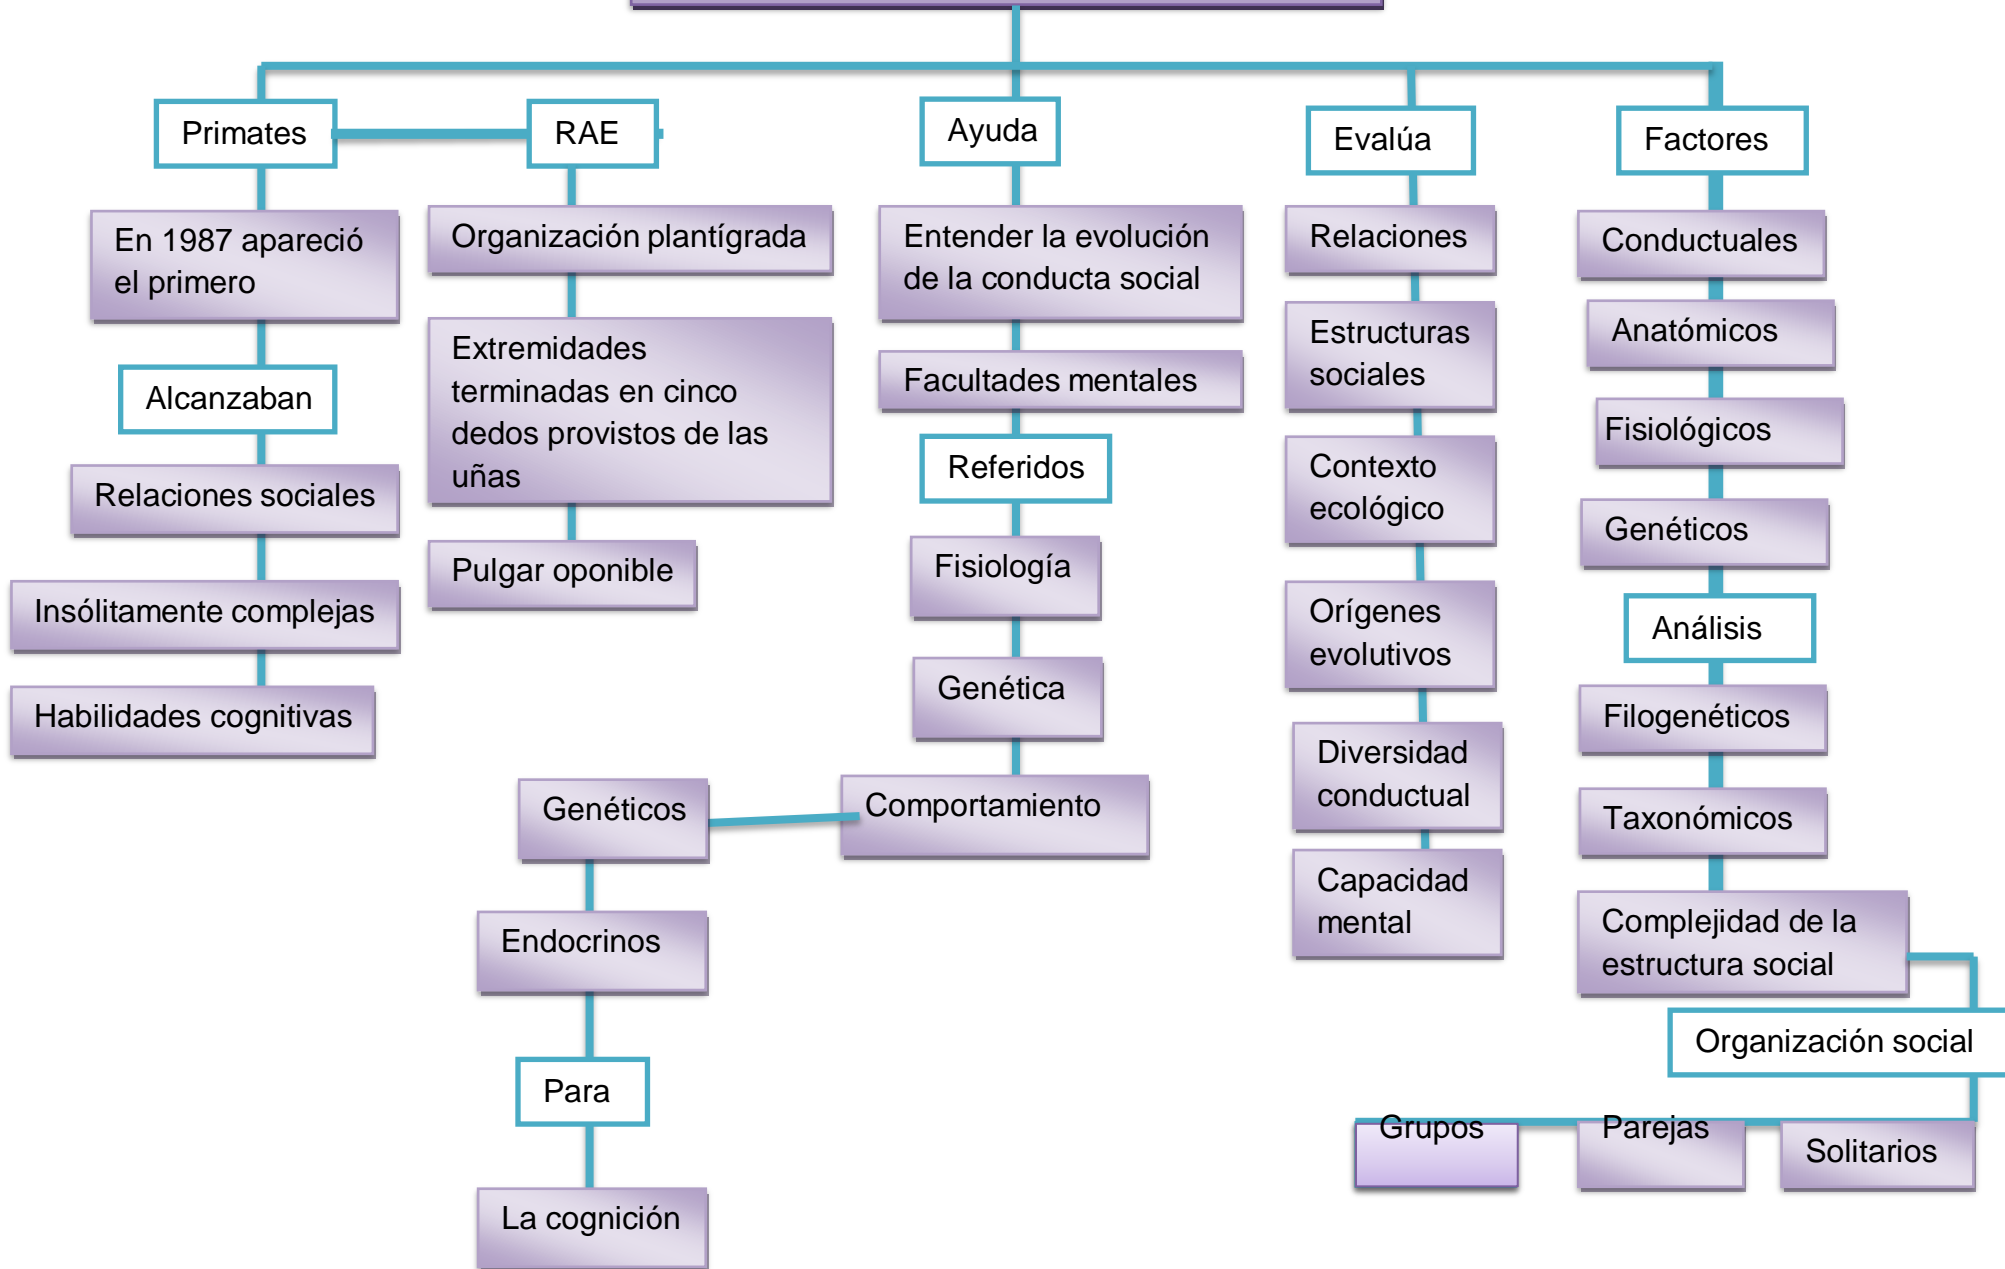 Primates
RAE
Ayuda
Evalúa
Factores
En 1987 apareció
el primero
Alcanzaban
Relaciones sociales
Insólitamente complejas
Habilidades cognitivas
Organización plantígrada
Extremidades
terminadas en cinco
dedos provistos de las
uñas
Pulgar oponible
Entender la evolución
de la conducta social
Facultades mentales
Referidos
Fisiología
Genética
Comportamiento
Genéticos
Endocrinos
Para
La cognición
Relaciones
Estructuras
sociales
Contexto
ecológico
Orígenes
evolutivos
Diversidad
conductual
Capacidad
mental
Conductuales
Anatómicos
Fisiológicos
Genéticos
Análisis
Filogenéticos
Taxonómicos
Complejidad de la
estructura social
Organización social
Grupos
Parejas
Solitarios